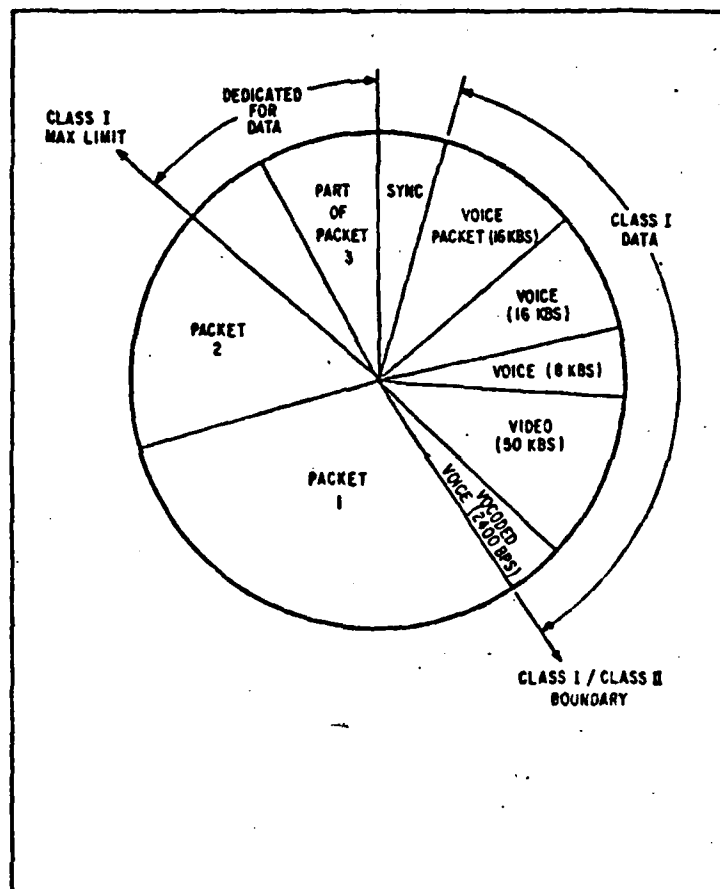 DEDICATED
FOR
DATA
CLASS I
MAX LIMIT
PART
OF
PACKET
3
SYNC
VOICE
PACKET (16KBS)
CLASS I
DATA
VOICE
(16 KBS)
VOICE (8 KBS)
VIDEO
(50 KBS)
VOCODED
VOICE (2400 BPS)
PACKET
2
PACKET
1
CLASS I / CLASS II
BOUNDARY